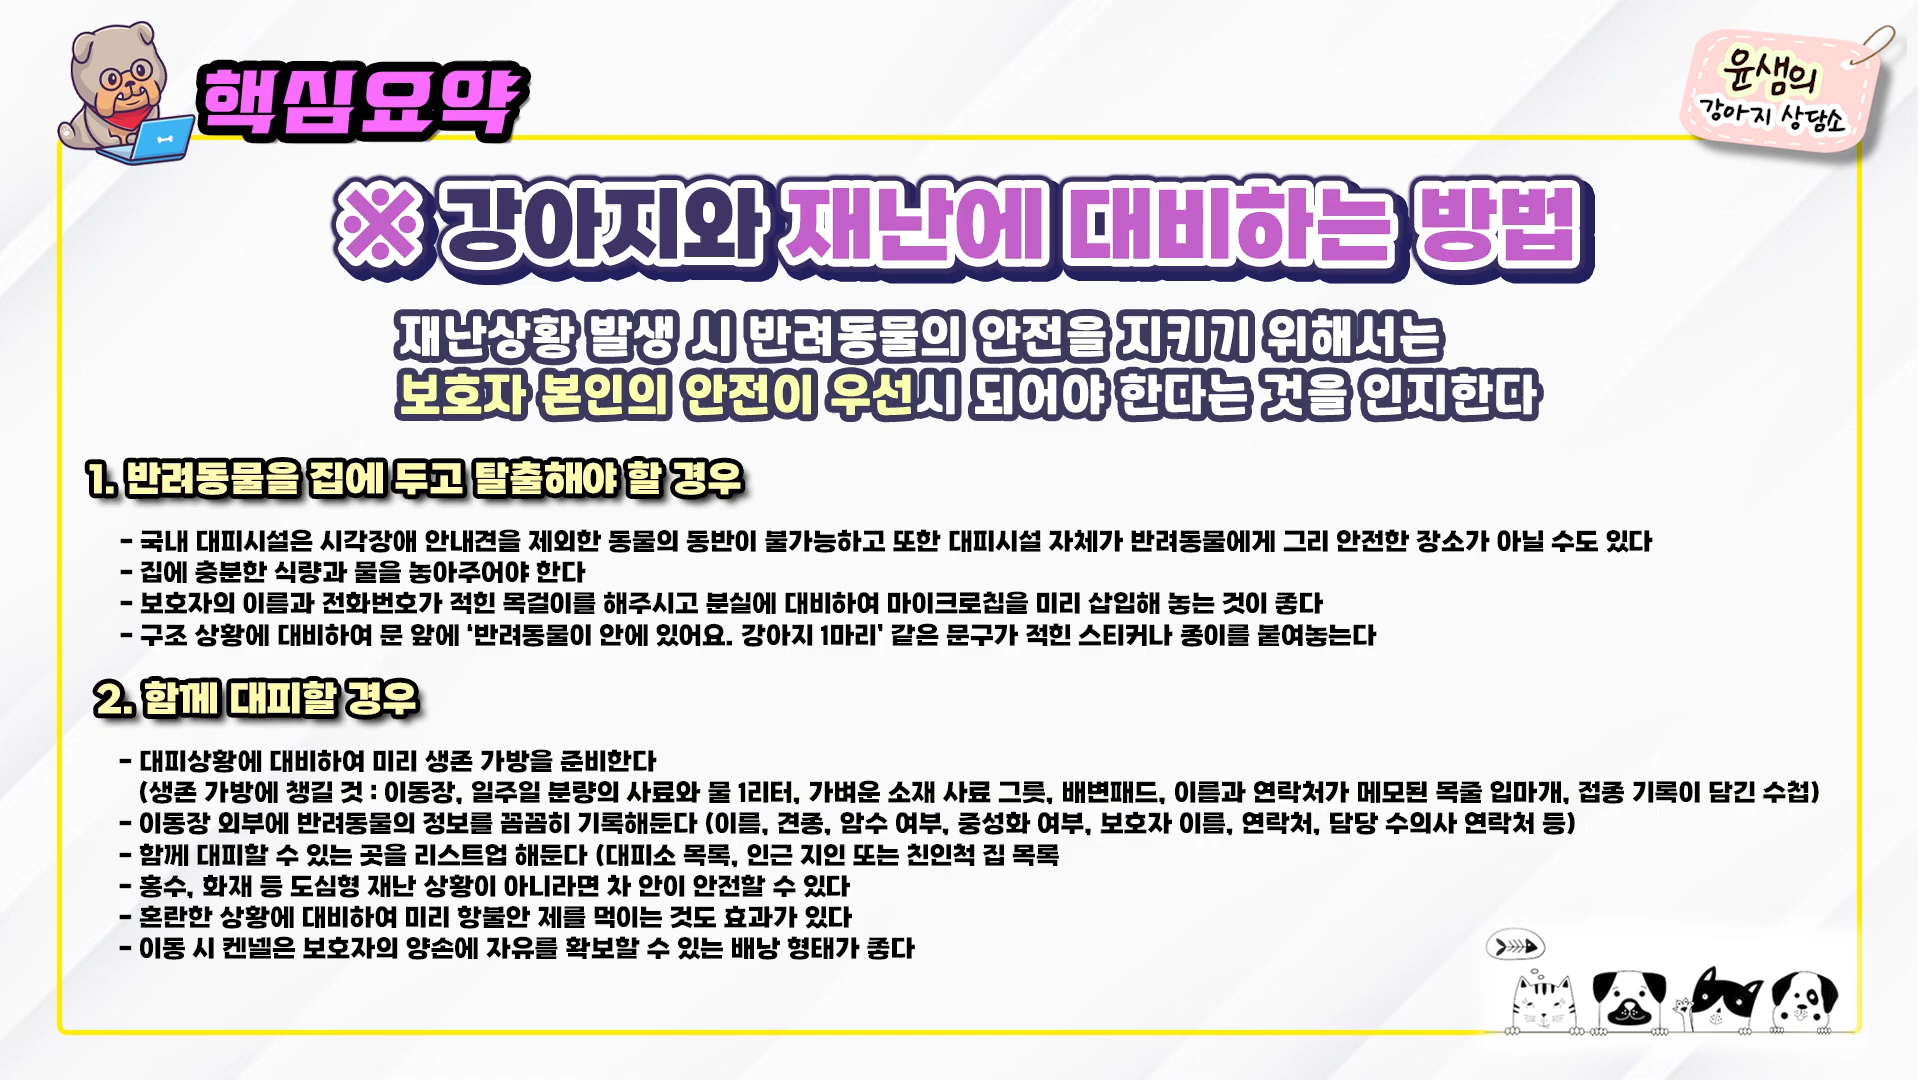 핵심요약
윤샘의
강아지 상담소
※ 강아지와 재난에 대비하는 방법
재난상황 발생 시 반려동물의 안전을 지키기 위해서는
보호자 본인의 안전이 우선시 되어야 한다는 것을 인지한다
1. 반려동물을 집에 두고 탈출해야 할 경우
- 국내 대피시설은 시각장애 안내견을 제외한 동물의 동반이 불가능하고 또한 대피시설 자체가 반려동물에게 그리 안전한 장소가 아닐 수도 있다
- 집에 충분한 식량과 물을 놓아주어야 한다
- 보호자의 이름과 전화번호가 적힌 목걸이를 해주시고 분실에 대비하여 마이크로칩을 미리 삽입해 놓는 것이 좋다
- 구조 상황에 대비하여 문 앞에 ‘반려동물이 안에 있어요. 강아지 1마리' 같은 문구가 적힌 스티커나 종이를 붙여놓는다
2. 함께 대피할 경우
- 대피상황에 대비하여 미리 생존 가방을 준비한다
(생존 가방에 챙길 것 : 이동장, 일주일 분량의 사료와 물 1리터, 가벼운 소재 사료 그릇, 배변패드, 이름과 연락처가 메모된 목줄 입마개, 접종 기록이 담긴 수첩)
- 이동장 외부에 반려동물의 정보를 꼼꼼히 기록해둔다 (이름, 견종, 암수 여부, 중성화 여부, 보호자 이름, 연락처, 담당 수의사 연락처 등)
- 함께 대피할 수 있는 곳을 리스트업 해둔다 (대피소 목록, 인근 지인 또는 친인척 집 목록
- 홍수, 화재 등 도심형 재난 상황이 아니라면 차 안이 안전할 수 있다
- 혼란한 상황에 대비하여 미리 항불안 제를 먹이는 것도 효과가 있다
- 이동 시 켄넬은 보호자의 양손에 자유를 확보할 수 있는 배낭 형태가 좋다